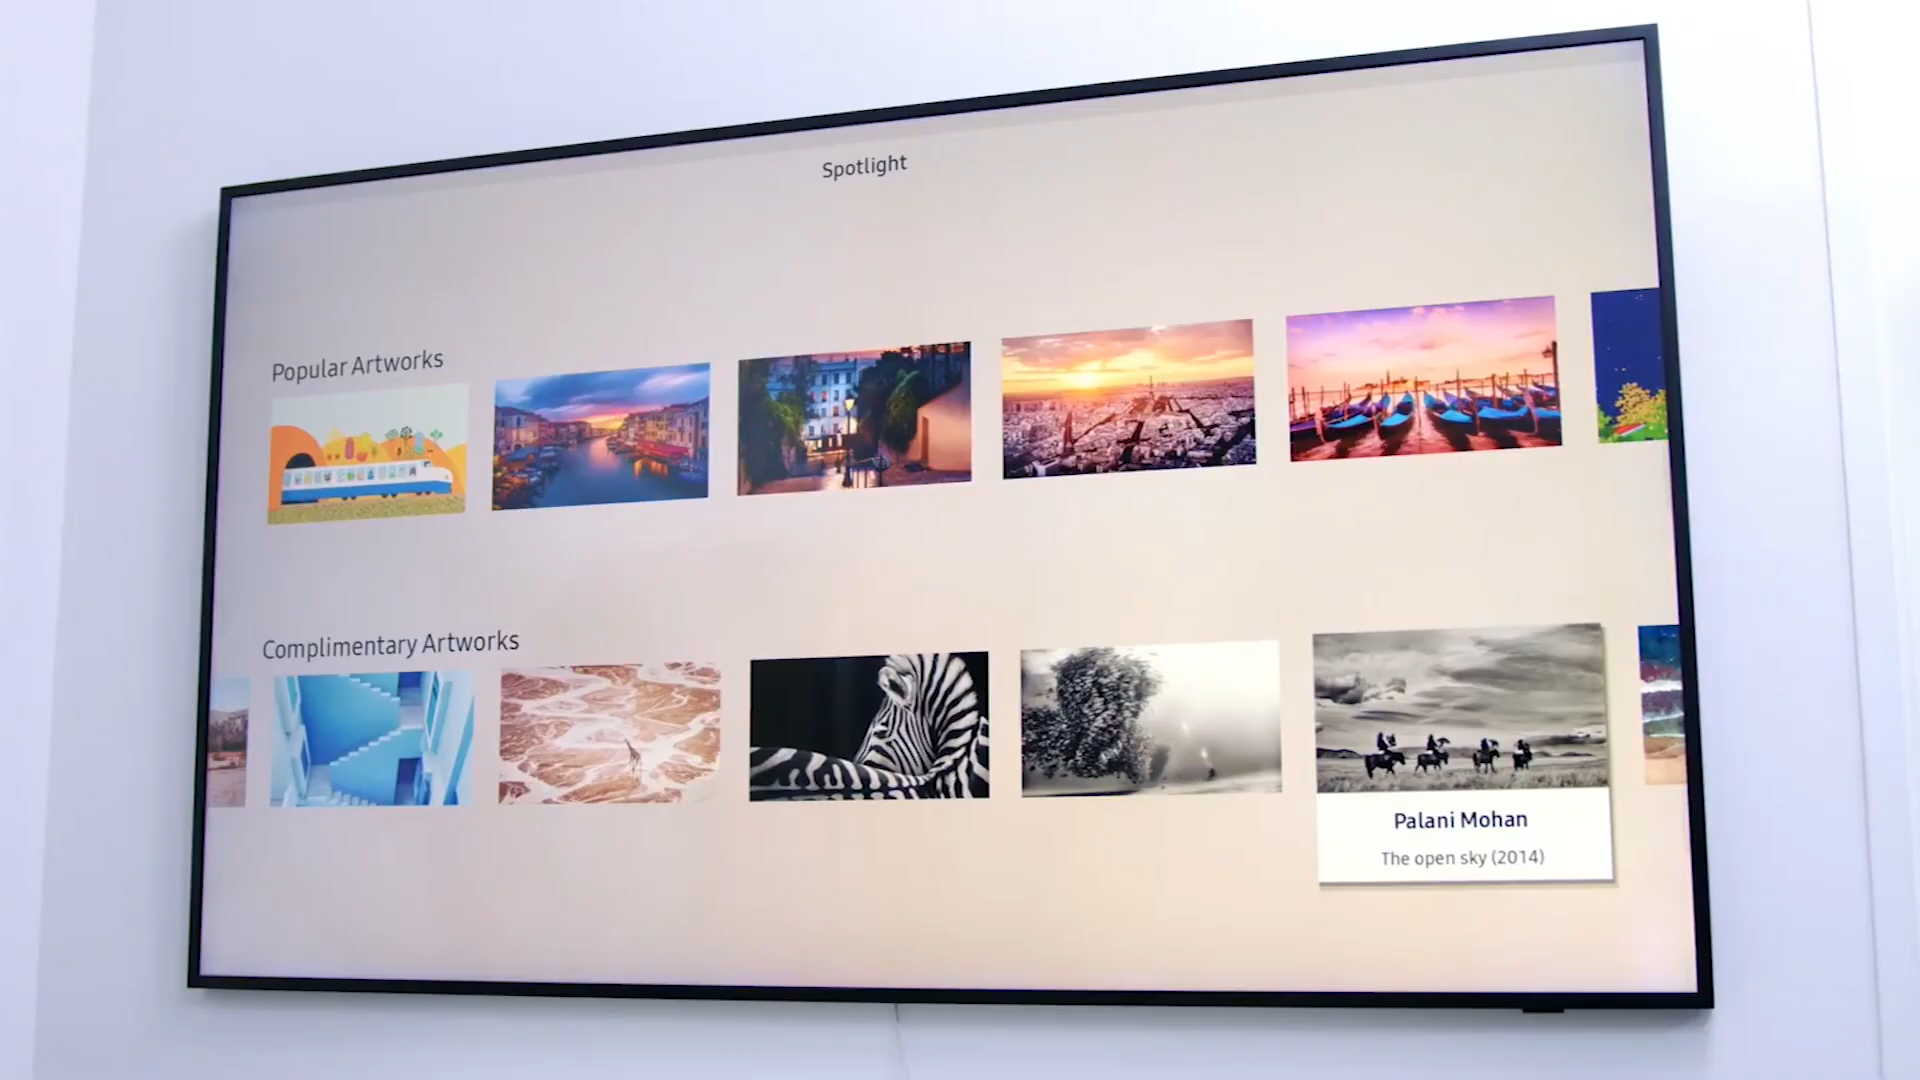 Spotlight
Popular Artworks
Complimentary Artworks
Palani Mohan
The open sky (2014)